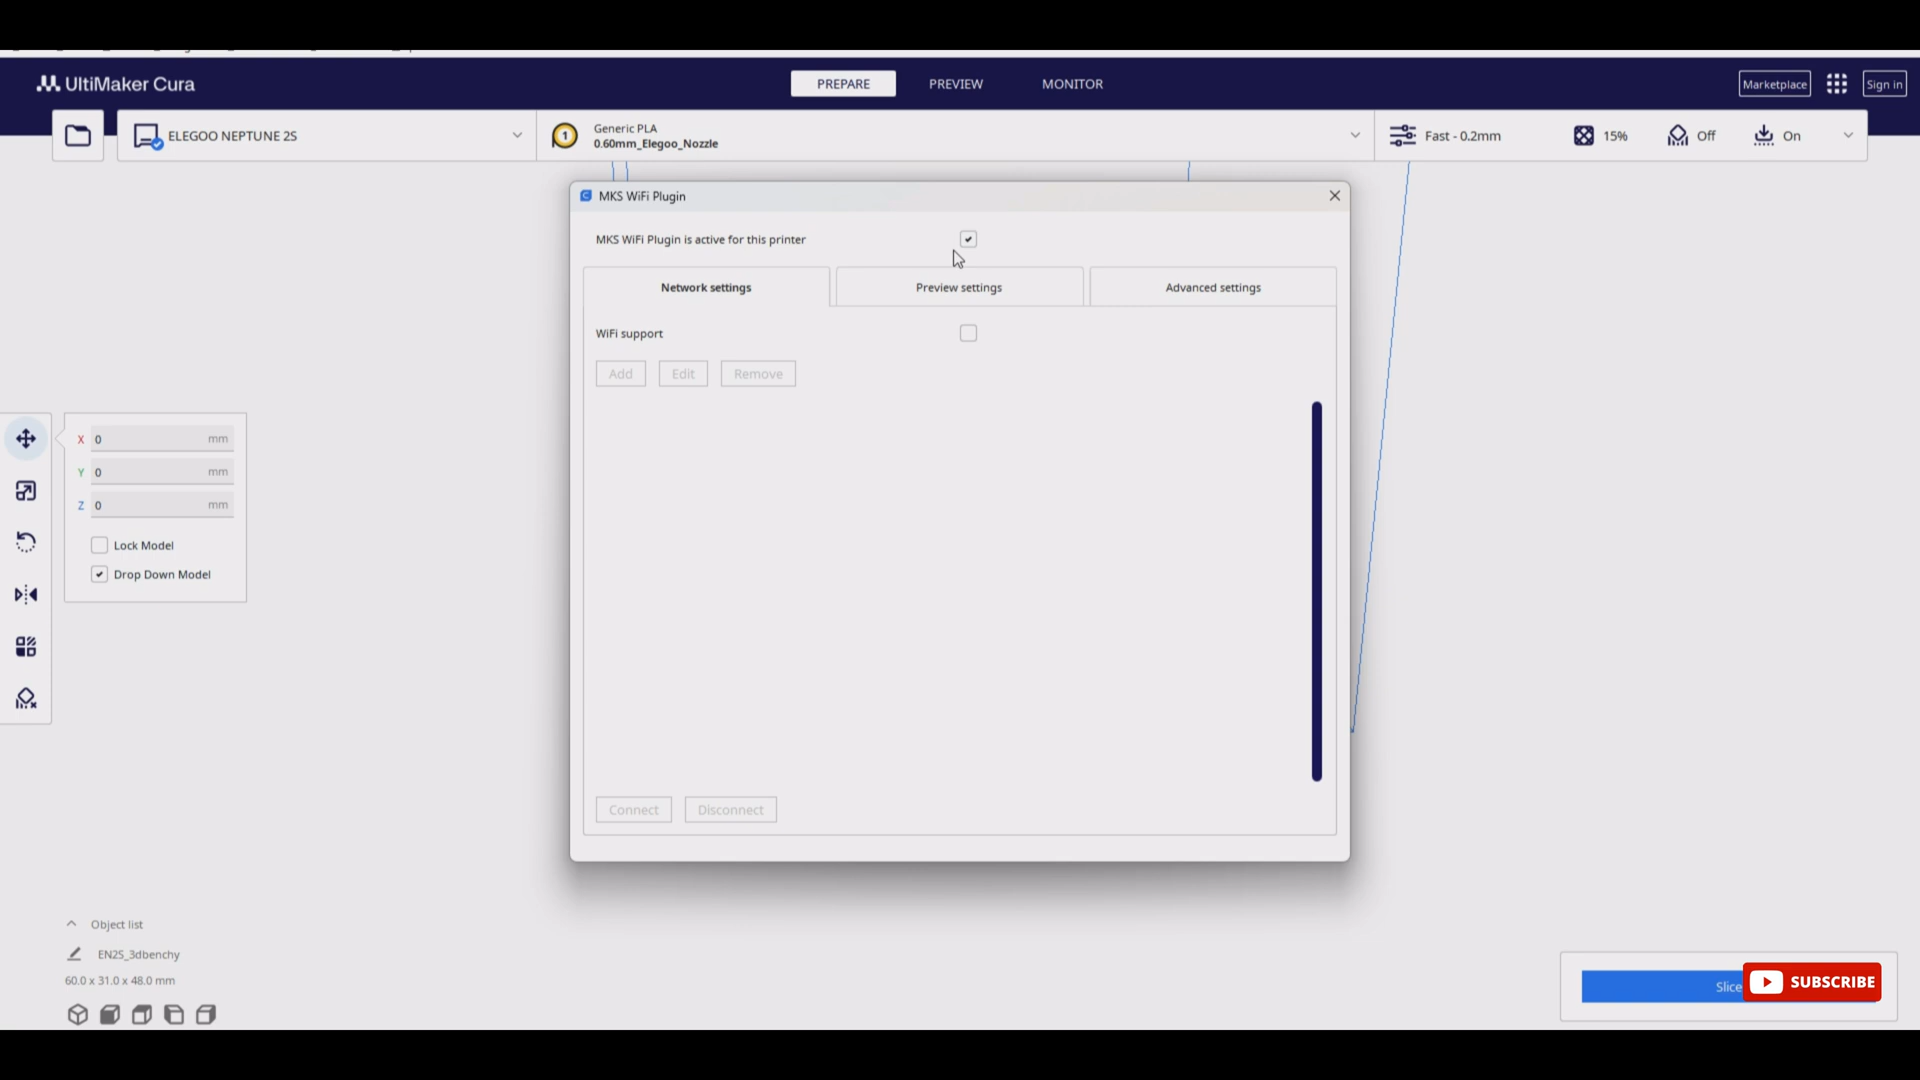 UltiMaker Cura
PREPARE
PREVIEW
MONITOR
Marketplace
Sign in
ELEGOO NEPTUNE 2S
1
Generic PLA
0.60mm_Elegoo_Nozzle
Fast - 0.2mm
15%
Off
On
MKS WiFi Plugin
MKS WiFi Plugin is active for this printer
Network settings
Preview settings
Advanced settings
WiFi support
Add
Edit
Remove
X 0 mm
Y 0 mm
Z 0 mm
Lock Model
Drop Down Model
Connect
Disconnect
Object list
EN2S_3dbenchy
60.0 x 31.0 x 48.0 mm
Slice
SUBSCRIBE